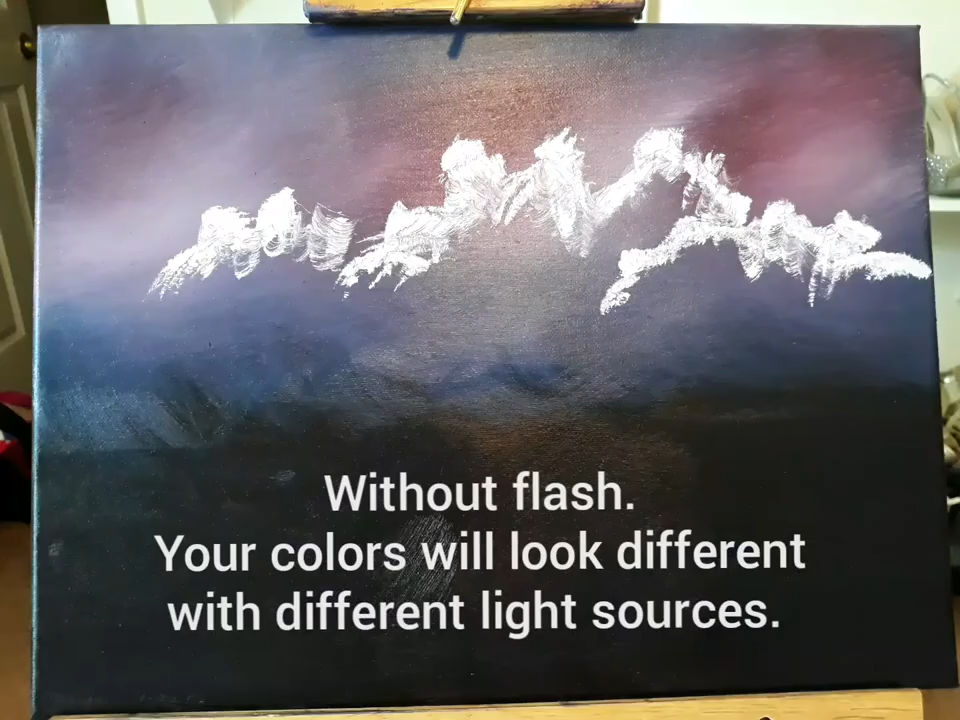 Without flash.
Your colors will look different
with different light sources.